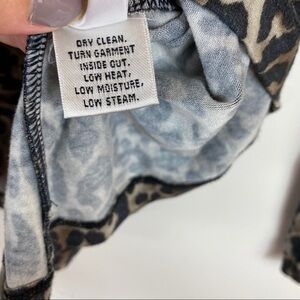 DRY CLEAN.
TURN GARMENT
INSIDE OUT.
LOW HEAT,
LOW MOISTURE,
LOW STEAM.